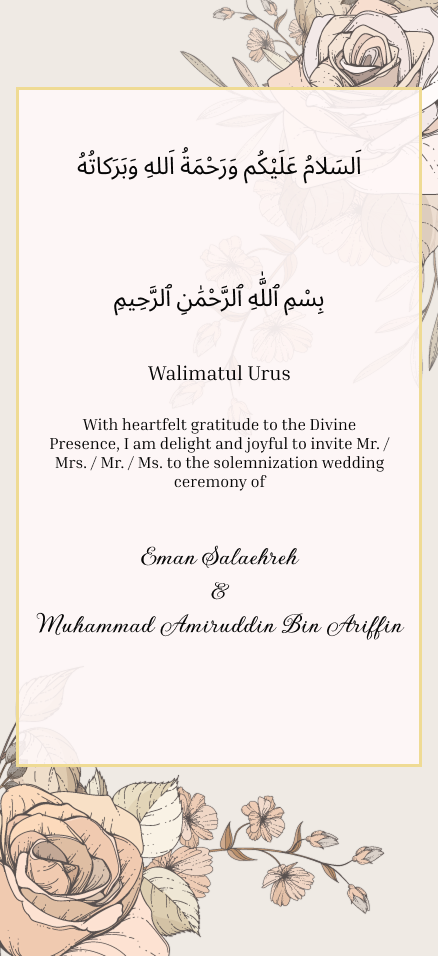 اَلسَلامُ عَلَيْكُم وَرَحْمَةُ اَللهِ وَبَرَكاتُهُ
بِسْمِ ٱللَّٰهِ ٱلرَّحْمَٰنِ ٱلرَّحِيمِ
Walimatul Urus
With heartfelt gratitude to the Divine
Presence, I am delight and joyful to invite Mr. /
Mrs. / Mr. / Ms. to the solemnization wedding
ceremony of
Eman Salaehreh
&
Muhammad Amiruddin Bin Ariffin